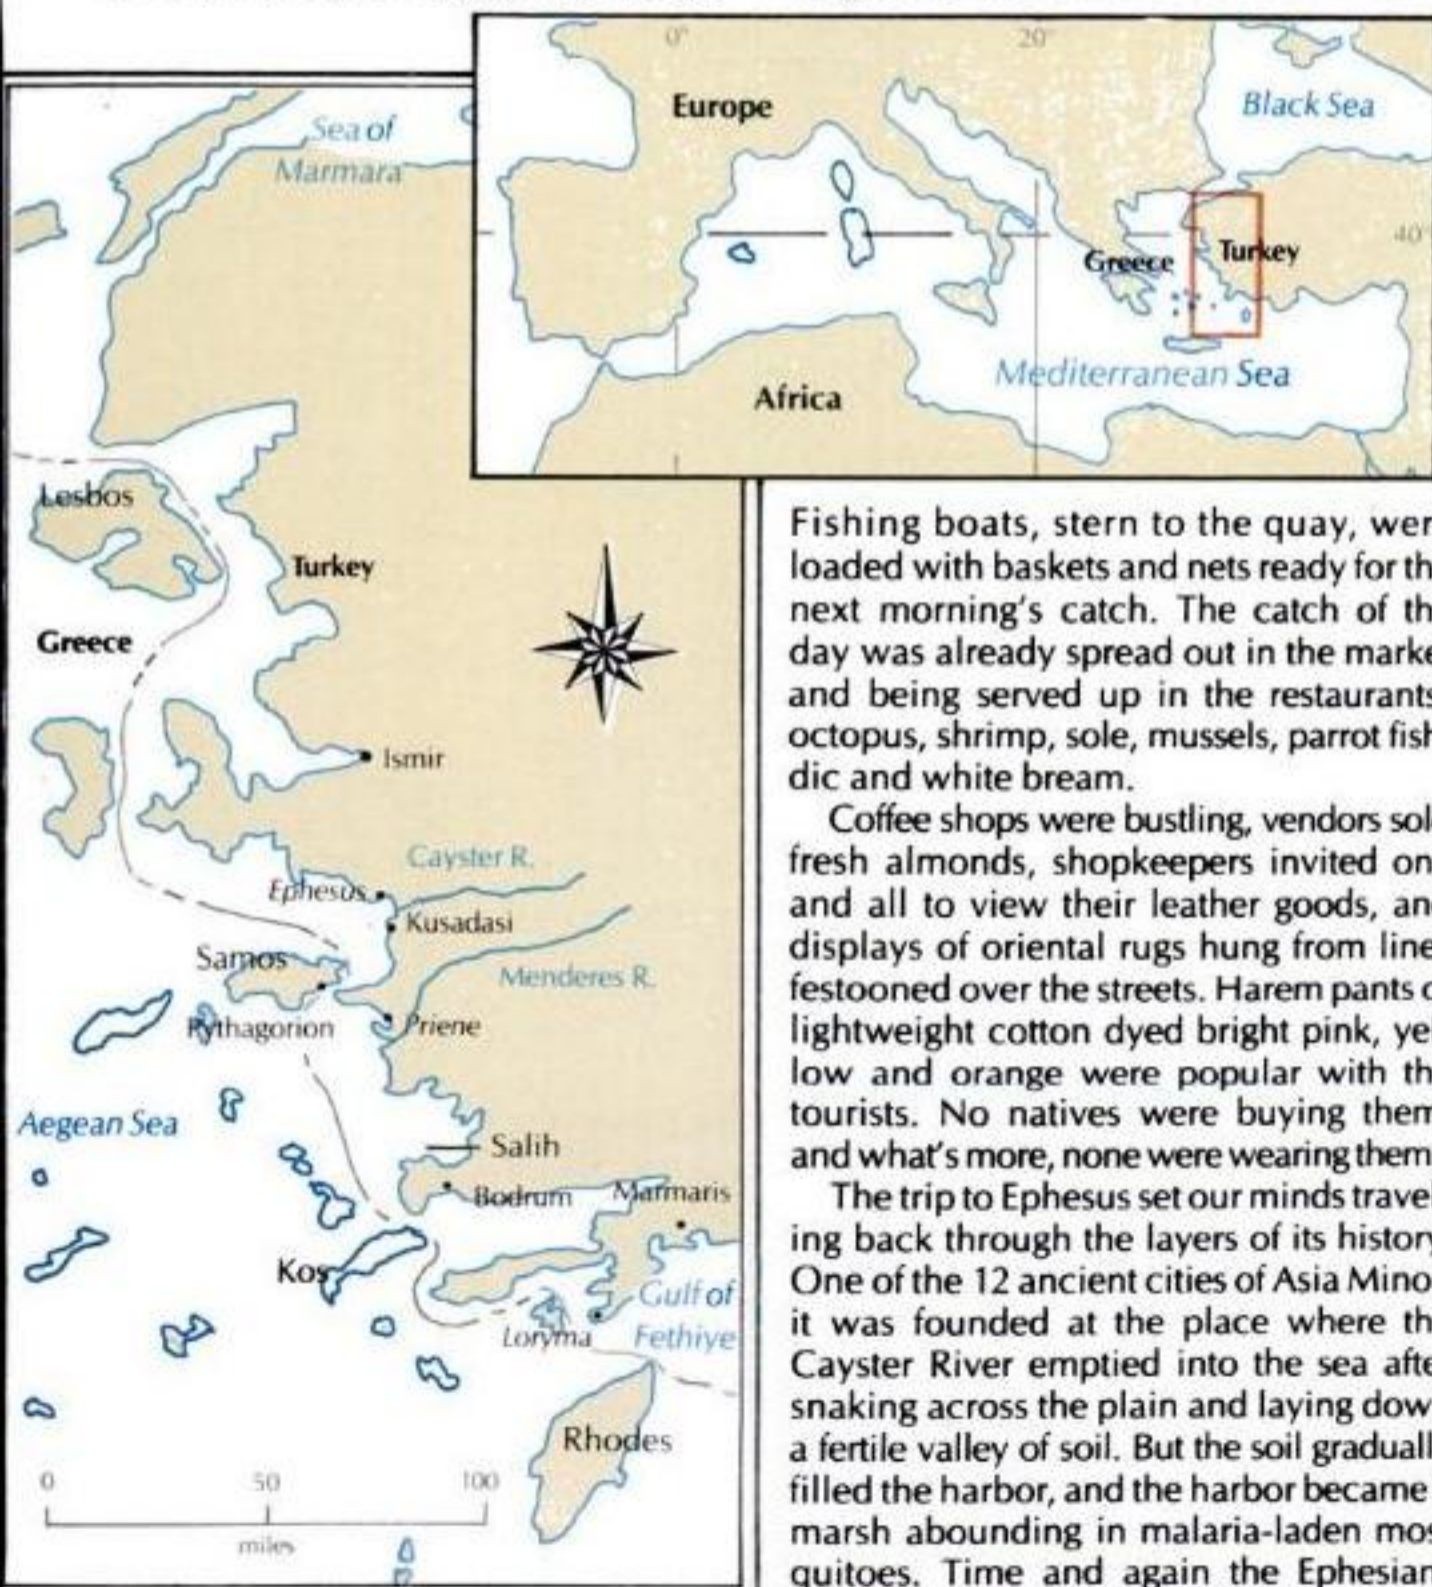 Sea of
Marmara
Lesbos
Turkey
Greece
Ismir
Cayster R.
Ephesus
Kusadasi
Samos
Menderes R.
Pythagorion
Priene
Aegean Sea
Salih
Bodrum
Marmaris
Kos
Gulf of
Fethiye
Loryma
Rhodes
0 50 100
miles
0° 20°
Europe
Black Sea
40°
Greece
Turkey
Mediterranean Sea
Africa
Fishing boats, stern to the quay, wer
loaded with baskets and nets ready for th
next morning's catch. The catch of th
day was already spread out in the marke
and being served up in the restaurants
octopus, shrimp, sole, mussels, parrot fish
dic and white bream.
Coffee shops were bustling, vendors sol
fresh almonds, shopkeepers invited on
and all to view their leather goods, an
displays of oriental rugs hung from line
festooned over the streets. Harem pants o
lightweight cotton dyed bright pink, ye
low and orange were popular with th
tourists. No natives were buying them
and what's more, none were wearing them
The trip to Ephesus set our minds travel
ing back through the layers of its history
One of the 12 ancient cities of Asia Mino
it was founded at the place where th
Cayster River emptied into the sea afte
snaking across the plain and laying dow
a fertile valley of soil. But the soil graduall
filled the harbor, and the harbor became
marsh abounding in malaria-laden mos
quitoes. Time and again the Ephesian